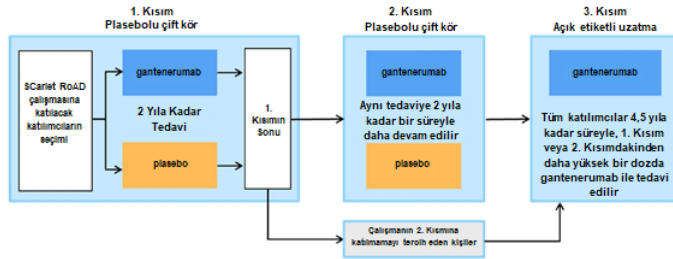 1. Kısım
Plasebolu çift kör
SCarlet RoAD
çalışmasına
katılacak
katılımcıların
seçimi
gantenerumab
2 Yıla Kadar
Tedavi
plasebo
1.
Kısımın
Sonu
2. Kısım
Plasebolu çift kör
gantenerumab
Aynı tedaviye 2 yıla
kadar bir süreyle
daha devam edilir
plasebo
3. Kısım
Açık etiketli uzatma
gantenerumab
Tüm katılımcılar 4,5 yıla
kadar süreyle, 1. Kısım
veya 2. Kısımdakinden
daha yüksek bir dozda
gantenerumab ile tedavi
edilir
Çalışmanın 2. Kısmına
katılmamayı tercih eden kişiler